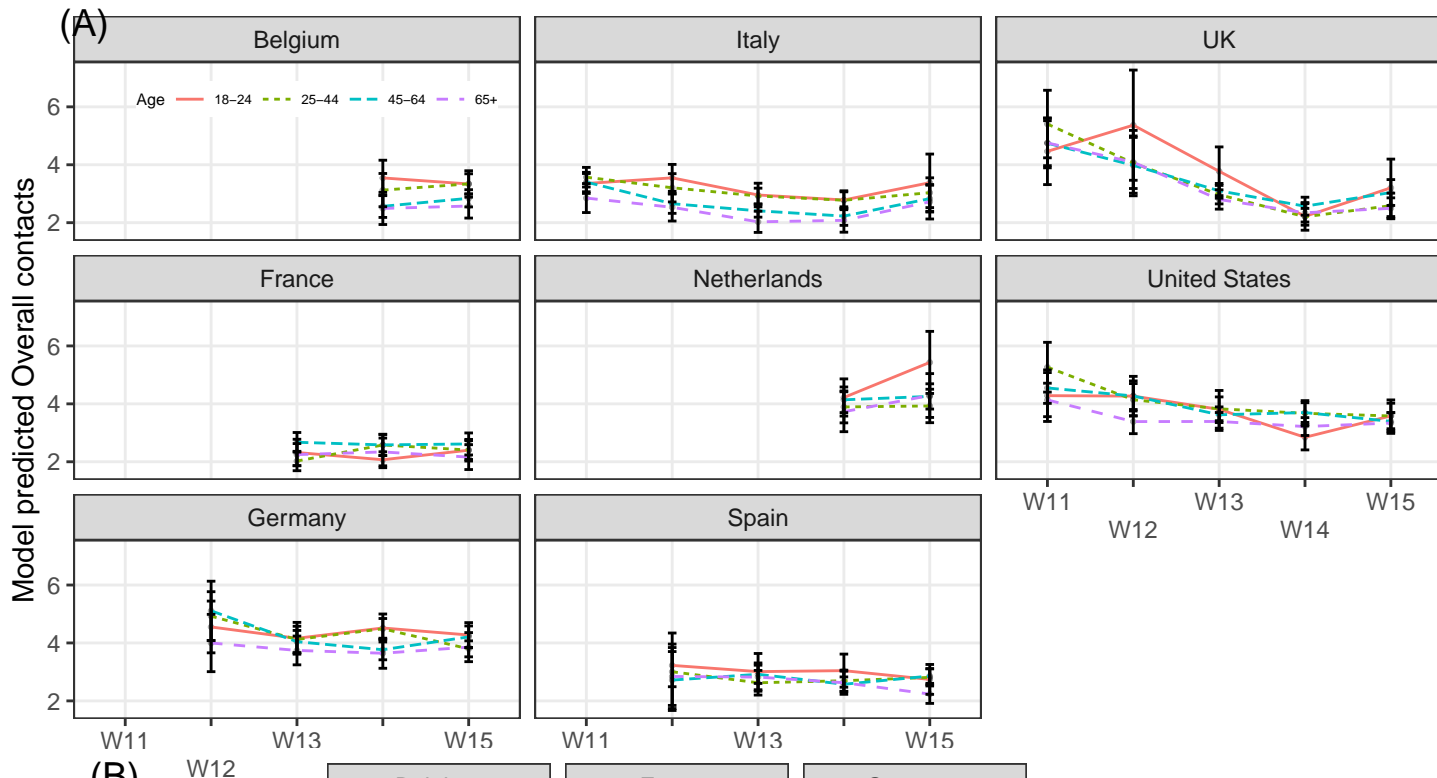 (A)
Belgium Italy UK
Age 18−24 25−44 45−64 65+
6
4
2
Model predicted Overall contacts
France Netherlands United States
6
4
2
W11 W13 W15
W12 W14
Germany Spain
6
4
2
W11 W13 W15 W11 W13 W15
W12
(B)